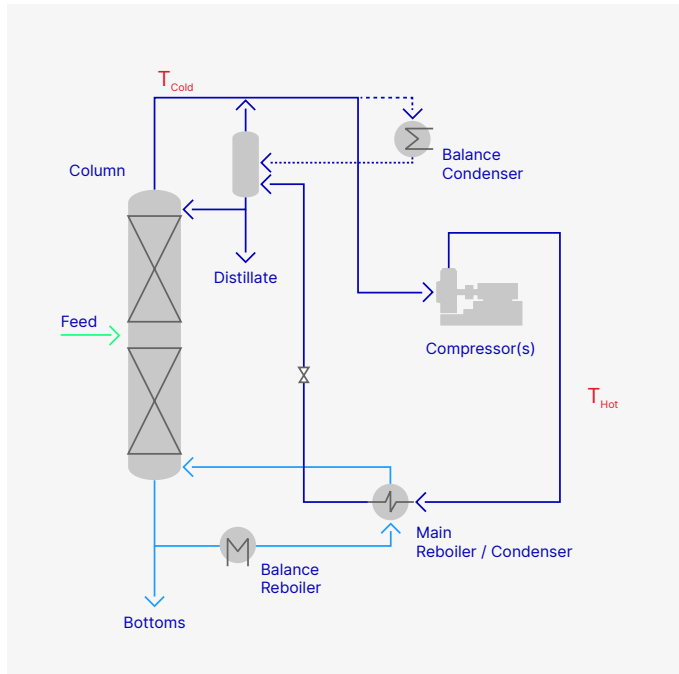 TCold
Balance
Condenser
Column
Distillate
Feed
Compressor(s)
THot
Main
Reboiler / Condenser
Balance
Reboiler
Bottoms